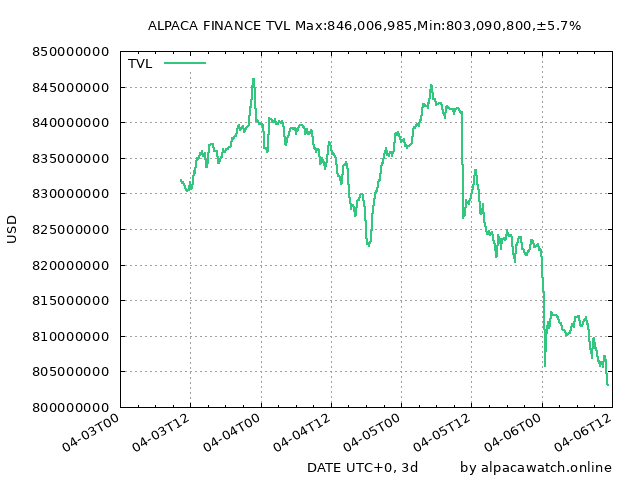 ALPACA FINANCE TVL Max:846,006,985,Min:803,090,800,±5.7%
TVL
850000000
845000000
840000000
835000000
830000000
825000000
820000000
815000000
810000000
805000000
800000000
USD
04-03T00
04-03T12
04-04T00
04-04T12
04-05T00
04-05T12
04-06T00
04-06T12
DATE UTC+0, 3d
by alpacawatch.online